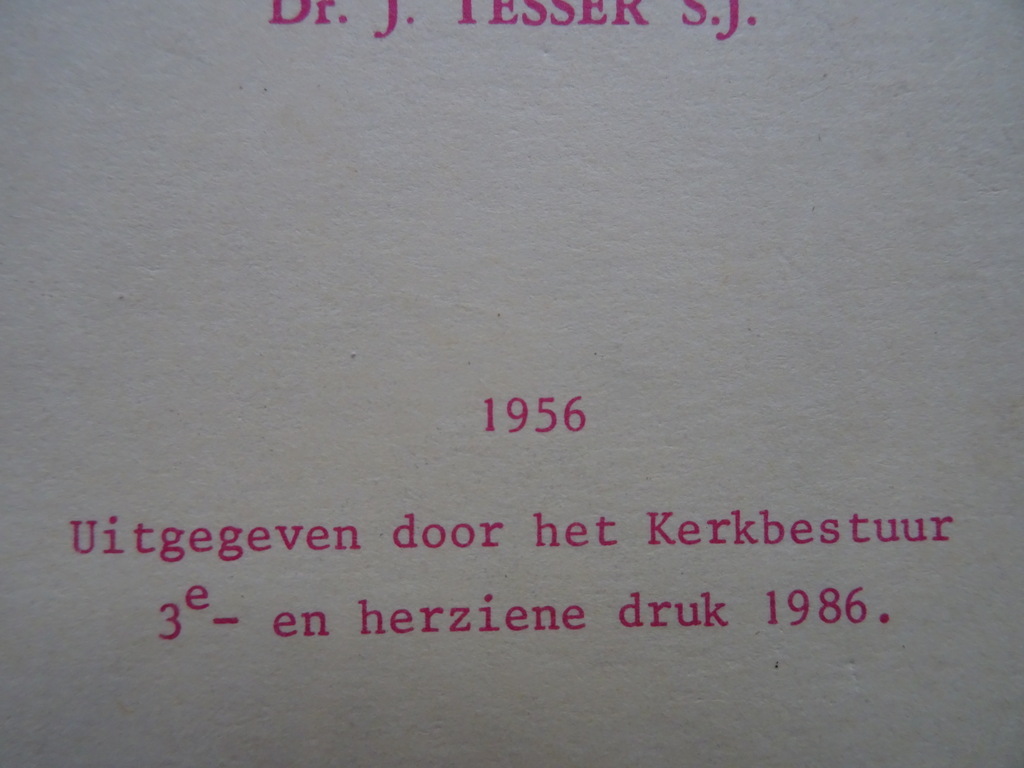 Dr. J. TESSER S.J.
1956
Uitgegeven door het Kerkbestuur
3e- en herziene druk 1986.